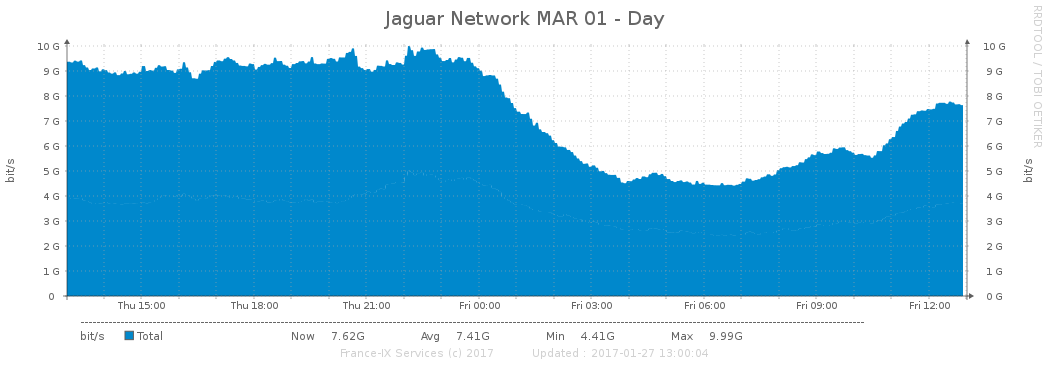 Jaguar Network MAR 01 - Day
RRDTOOL / TOBI OETIKER
bit/s
10 G
9 G
8 G
7 G
6 G
5 G
4 G
3 G
2 G
1 G
0
10 G
9 G
8 G
7 G
6 G
5 G
4 G
3 G
2 G
1 G
0 G
bit/s
Thu 15:00 Thu 18:00 Thu 21:00 Fri 00:00 Fri 03:00 Fri 06:00 Fri 09:00 Fri 12:00
bit/s Total Now 7.62G Avg 7.41G Min 4.41G Max 9.99G
France-IX Services (c) 2017 Updated : 2017-01-27 13:00:04